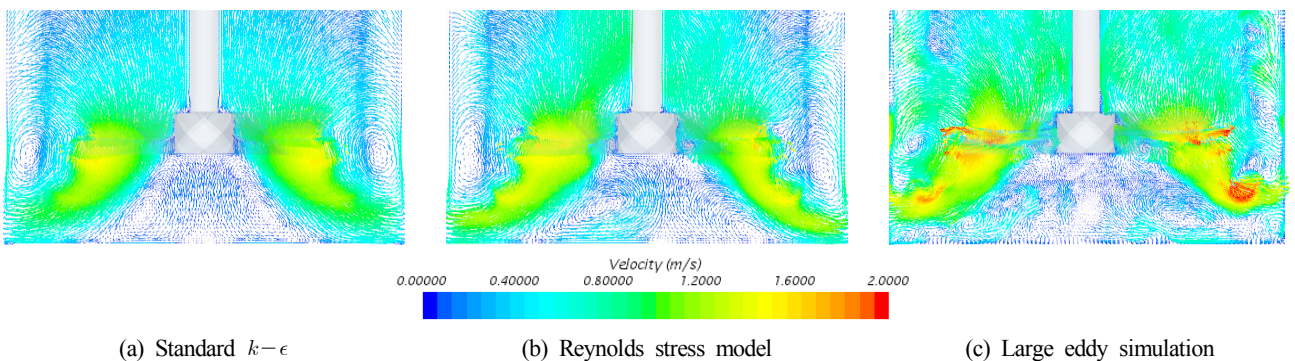 Velocity (m/s)
0.00000 0.40000 0.80000 1.2000 1.6000 2.0000
(a) Standard k−ϵ (b) Reynolds stress model (c) Large eddy simulation